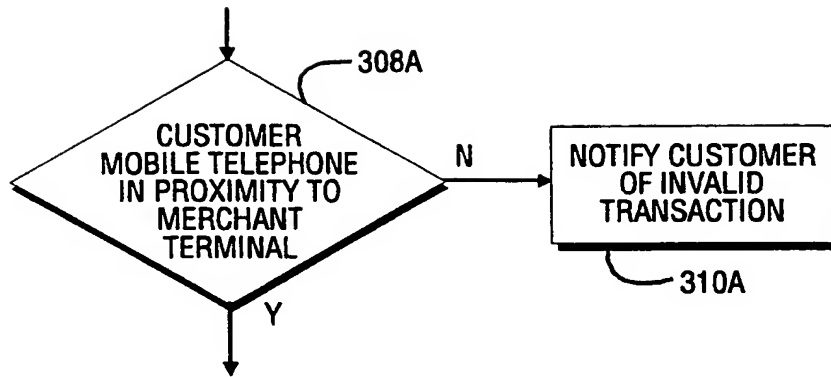 308A
CUSTOMER
MOBILE TELEPHONE
IN PROXIMITY TO
MERCHANT
TERMINAL
N
NOTIFY CUSTOMER
OF INVALID
TRANSACTION
310A
Y